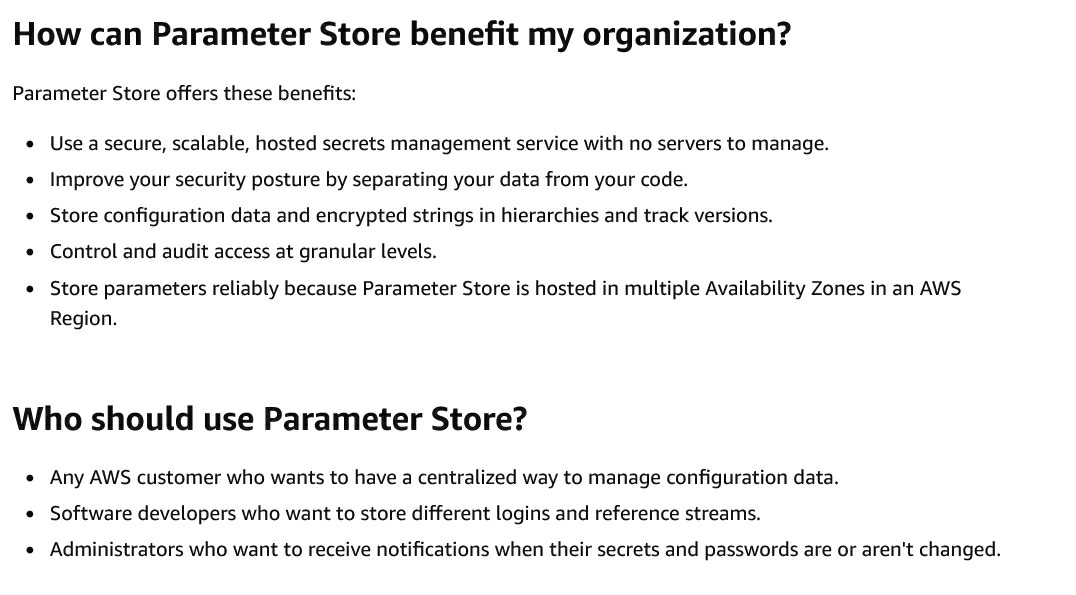 How can Parameter Store benefit my organization?
Parameter Store offers these benefits:
• Use a secure, scalable, hosted secrets management service with no servers to manage.
• Improve your security posture by separating your data from your code.
• Store configuration data and encrypted strings in hierarchies and track versions.
• Control and audit access at granular levels.
• Store parameters reliably because Parameter Store is hosted in multiple Availability Zones in an AWS
Region.
Who should use Parameter Store?
• Any AWS customer who wants to have a centralized way to manage configuration data.
• Software developers who want to store different logins and reference streams.
• Administrators who want to receive notifications when their secrets and passwords are or aren't changed.